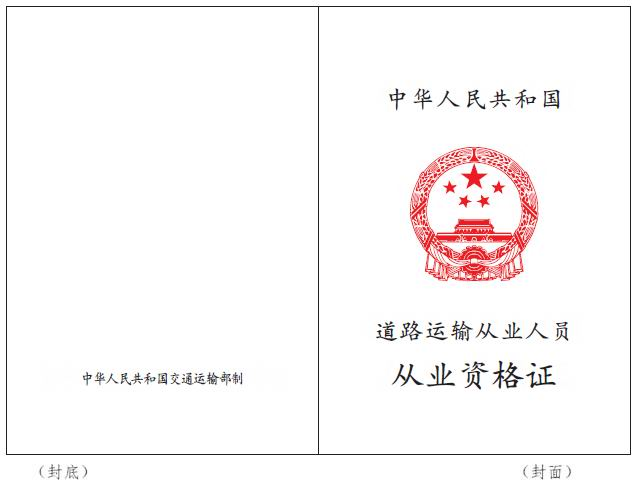 中华人民共和国
道路运输从业人员
从业资格证
中华人民共和国交通运输部制
（封底）
（封面）